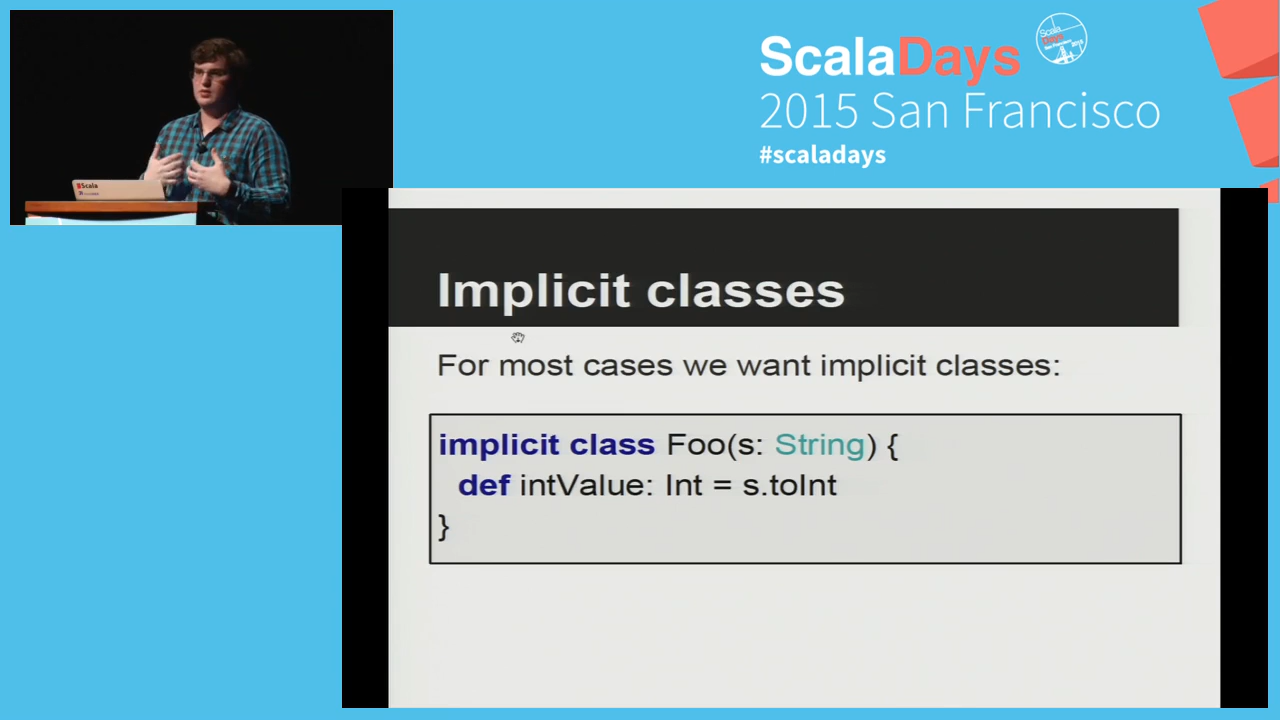 ScalaDays
2015 San Francisco
#scaladays
Scala
Implicit classes
For most cases we want implicit classes:
implicit class Foo(s: String) {
def intValue: Int = s.toInt
}